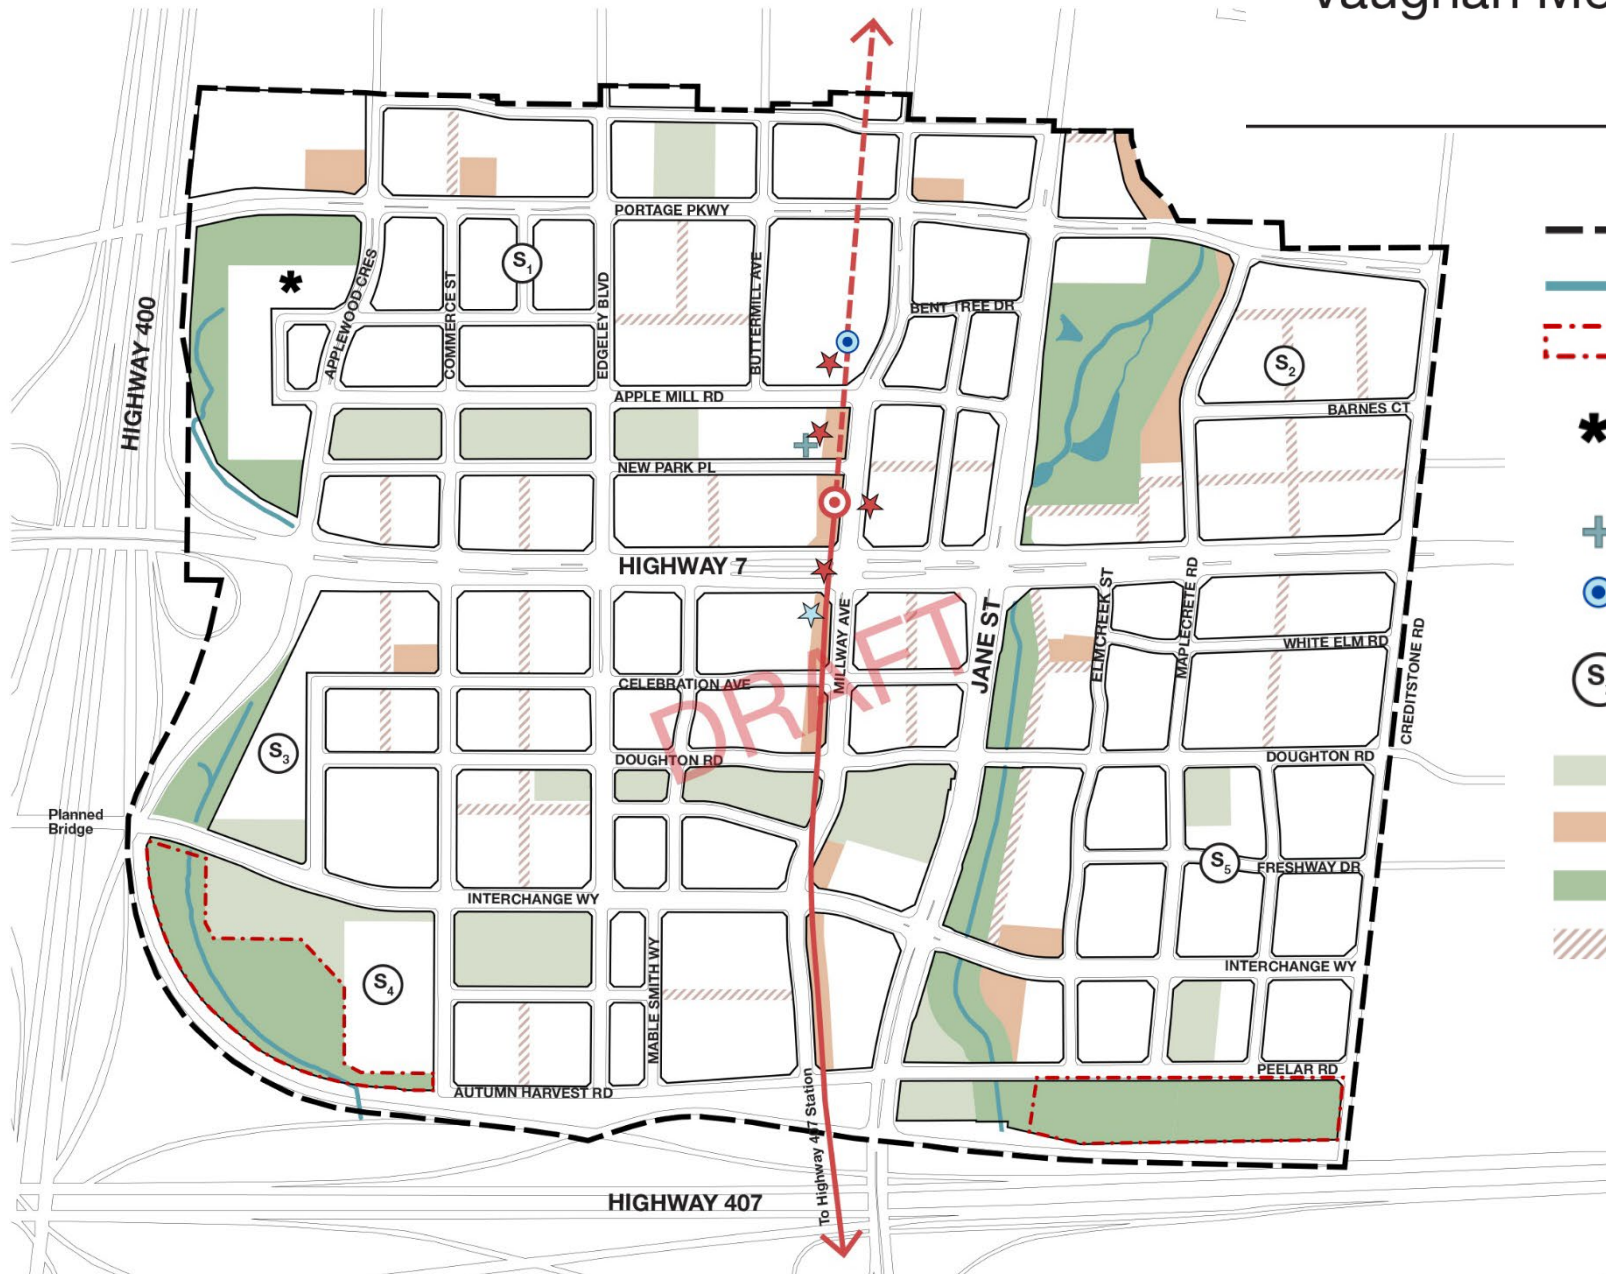 Vaughan Me
PORTAGE PKWY
APPLEWOOD CRES
COMMERCE ST
S1
EDGELEY BLVD
BUTTERMILL AVE
BENT TREE DR
HIGHWAY 400
*
S2
APPLE MILL RD
BARNES CT
*
NEW PARK PL
HIGHWAY 7
MILLWAY AVE
JANE ST
ELMCREEK ST
MAPLECRETE RD
WHITE ELM RD
CREDITSTONE RD
DRAFT
CELEBRATION AVE
S3
DOUGHTON RD
DOUGHTON RD
Planned
Bridge
S5
FRESHWAY DR
INTERCHANGE WY
INTERCHANGE WY
S4
MABLE SMITH WY
PEELAR RD
AUTUMN HARVEST RD
To Highway 407 Station
HIGHWAY 407